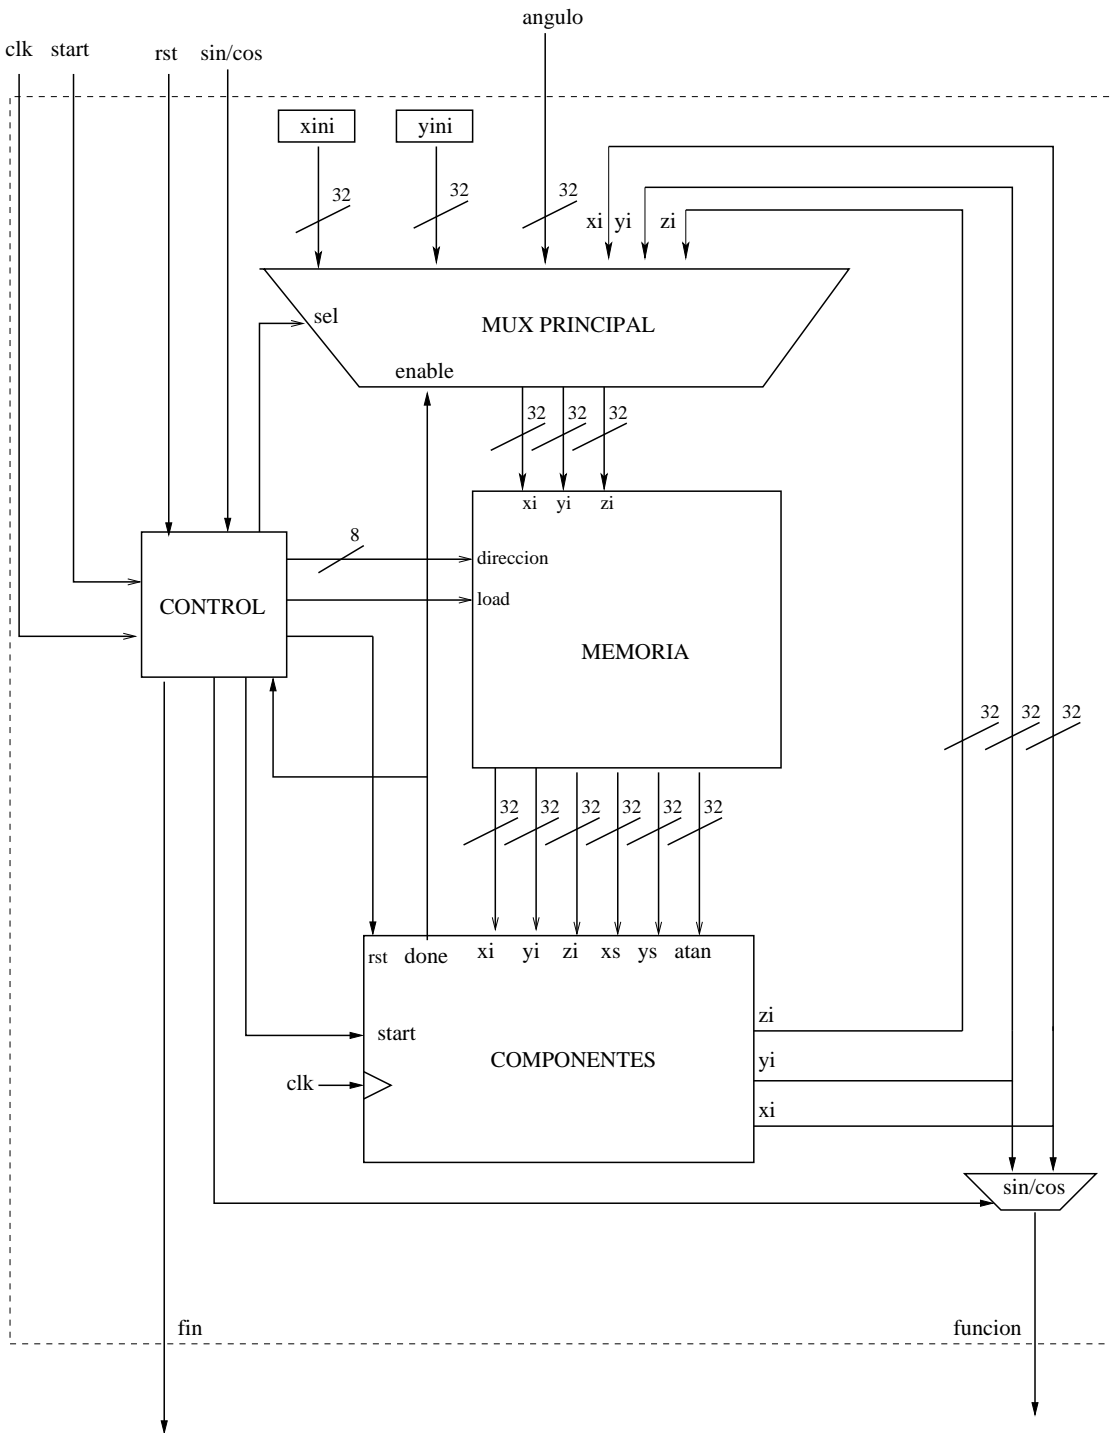 angulo
clk start rst sin/cos
xini yini
32 32 32
xi yi zi
sel
MUX PRINCIPAL
enable
32 32 32
xi yi zi
8
direccion
load
CONTROL
MEMORIA
32 32 32
32 32 32 32 32 32
rst done xi yi zi xs ys atan
zi
start
COMPONENTES
yi
clk
xi
sin/cos
fin
funcion